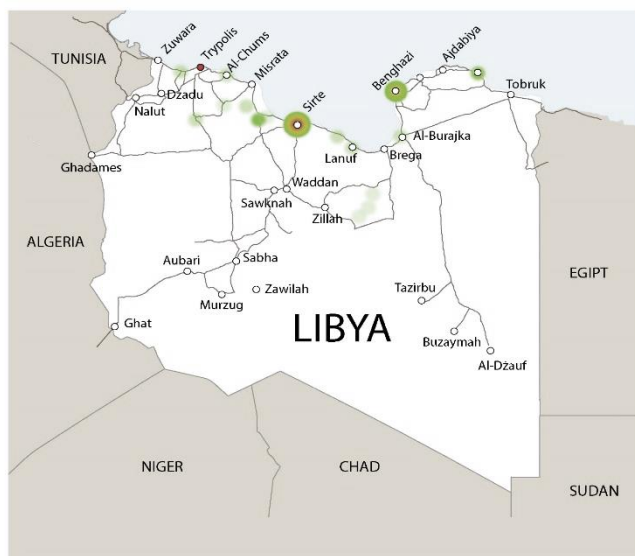 TUNISIA
Zuwara
Trypolis
Al-Chums
Misrata
Dżadu
Nalut
Sirte
Benghazi
Ajdabiya
Tobruk
Al-Burajka
Lanuf
Brega
Ghadames
Waddan
Sawknah
Zillah
ALGERIA
EGIPT
Aubari
Sabha
Murzug
Zawilah
Tazirbu
Ghat
LIBYA
Buzaymah
Al-Dżauf
NIGER
CHAD
SUDAN